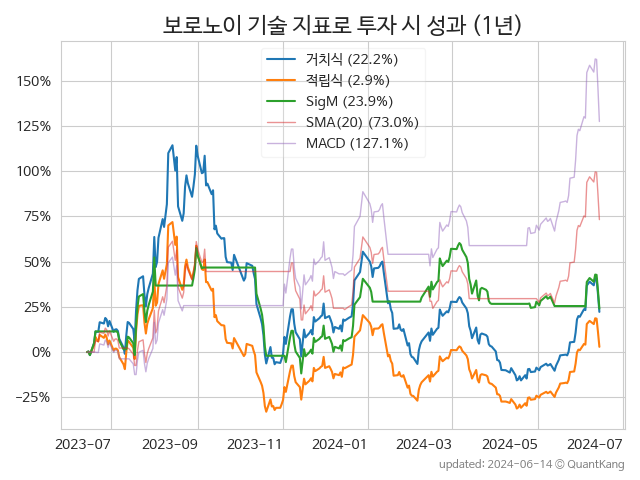 보로노이 기술 지표로 투자 시 성과 (1년)
거치식 (22.2%)
적립식 (2.9%)
SigM (23.9%)
SMA(20) (73.0%)
MACD (127.1%)
150%
125%
100%
75%
50%
25%
0%
−25%
2023-07 2023-09 2023-11 2024-01 2024-03 2024-05 2024-07
updated: 2024-06-14 @ QuantKang